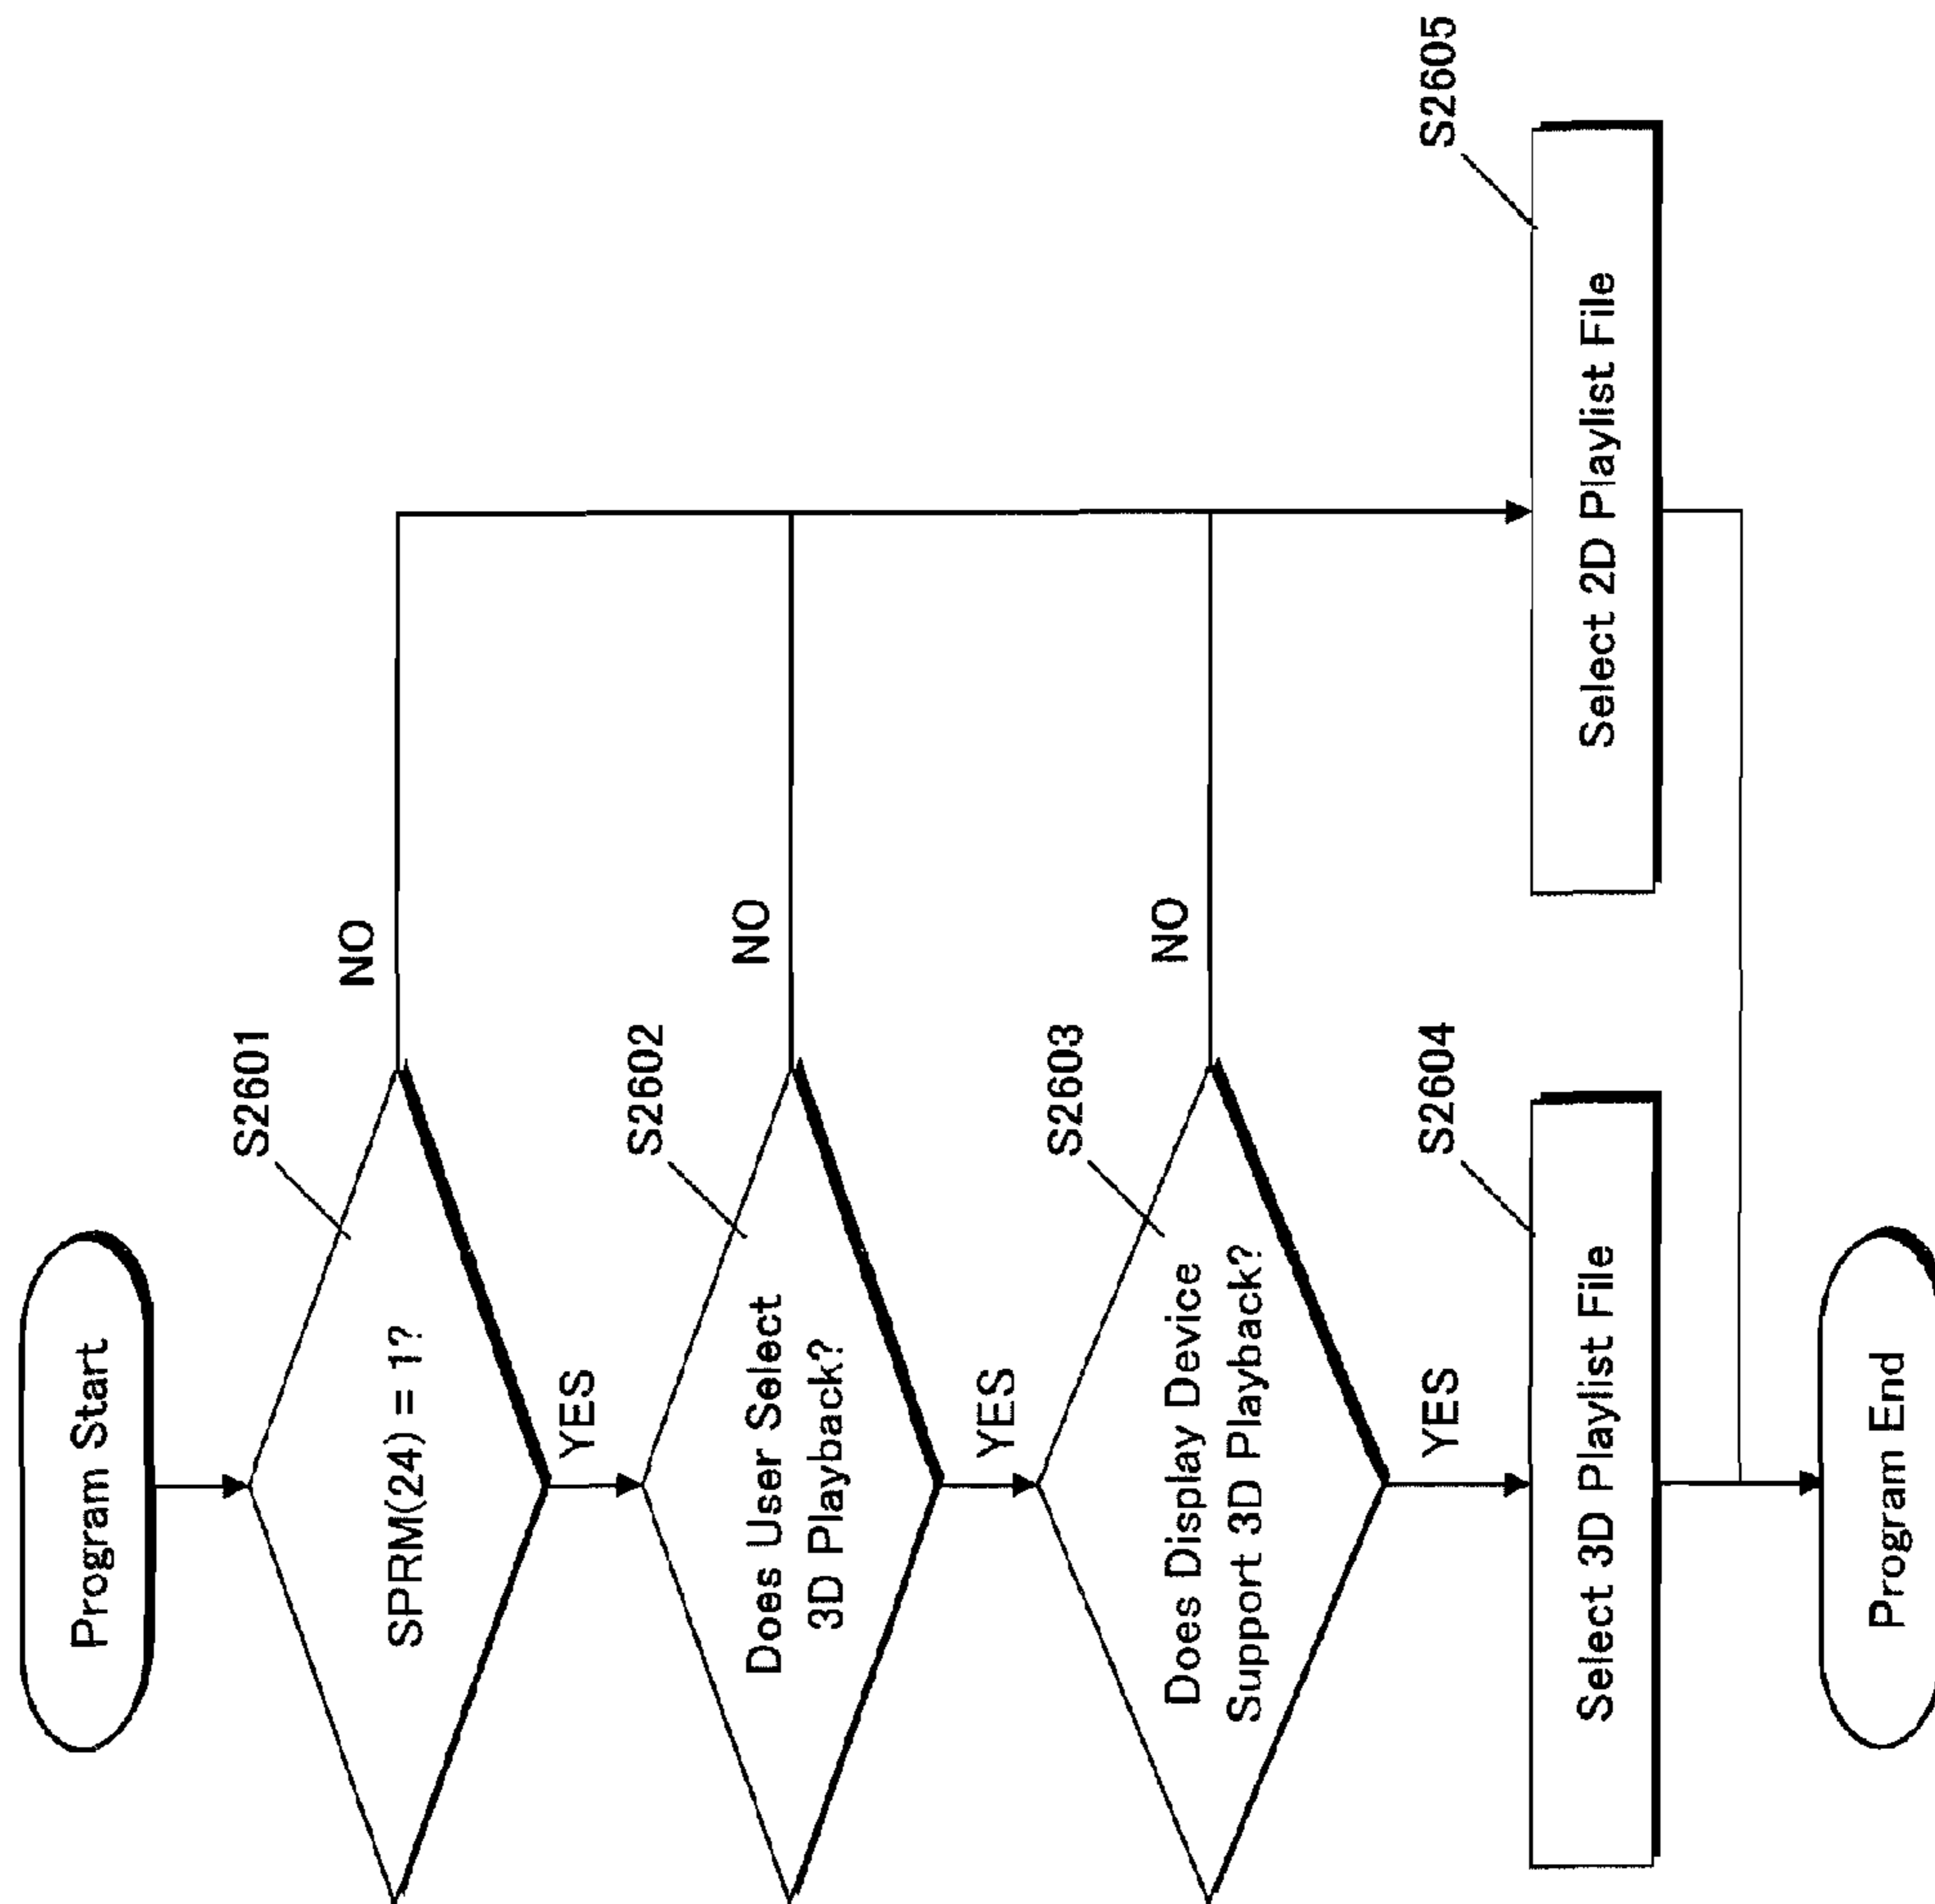 Program Start
S2601
SPRM(24) = 1?
NO
YES
S2602
Does User Select
3D Playback?
NO
YES
S2603
Does Display Device
Support 3D Playback?
NO
YES
S2604
Select 3D Playlist File
S2605
Select 2D Playlist File
Program End